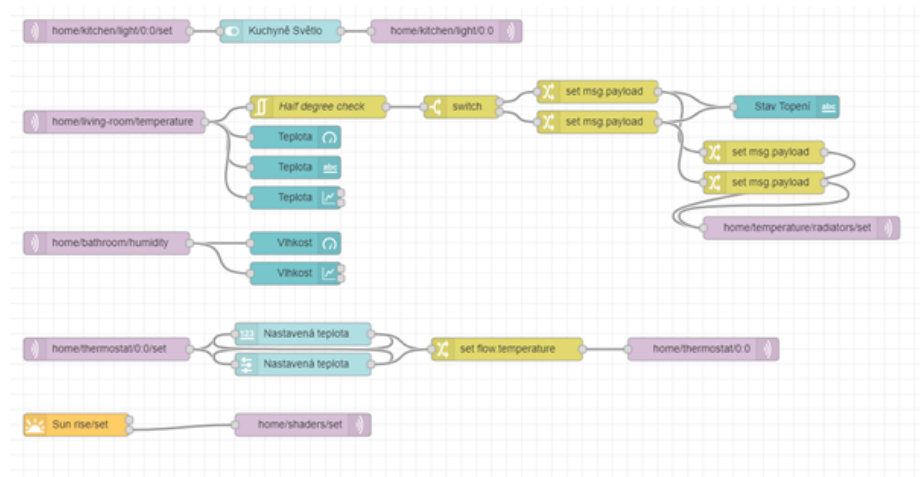 home/kitchen/light/0:0/set
Kuchyně Světlo
home/kitchen/light/0:0
home/living-room/temperature
Half degree check
switch
set msg.payload
set msg.payload
Stav Topení
abc
Teplota
Teplota
abc
Teplota
set msg.payload
set msg.payload
home/temperature/radiators/set
home/bathroom/humidity
Vlhkost
Vlhkost
home/thermostat/0:0/set
123
Nastavená teplota
Nastavená teplota
set flow.temperature
home/thermostat/0:0
Sun rise/set
home/shaders/set